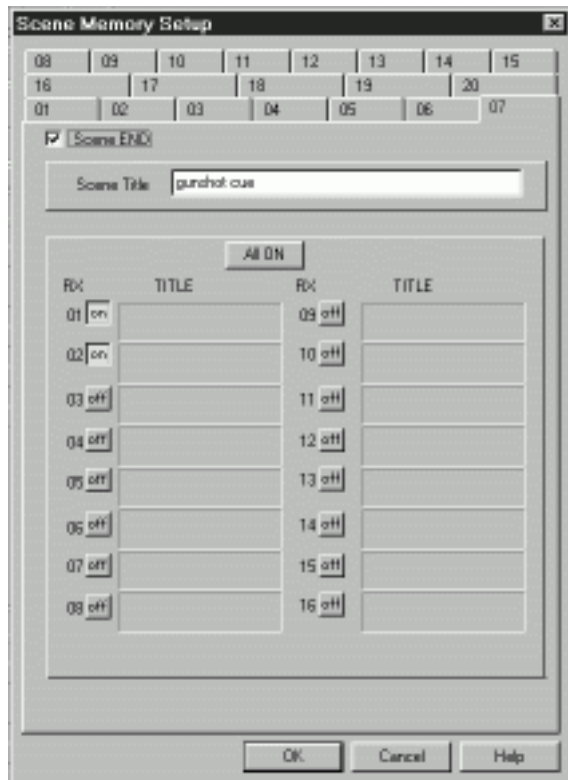 Scene Memory Setup
08 09 10 11 12 13 14 15
16 17 18 19 20
01 02 03 04 05 06 07
Scene END
Scene Title gunshot cue
All ON
RX TITLE RX TITLE
01 on 09 off
02 on 10 off
03 off 11 off
04 off 12 off
05 off 13 off
06 off 14 off
07 off 15 off
08 off 16 off
OK Cancel Help